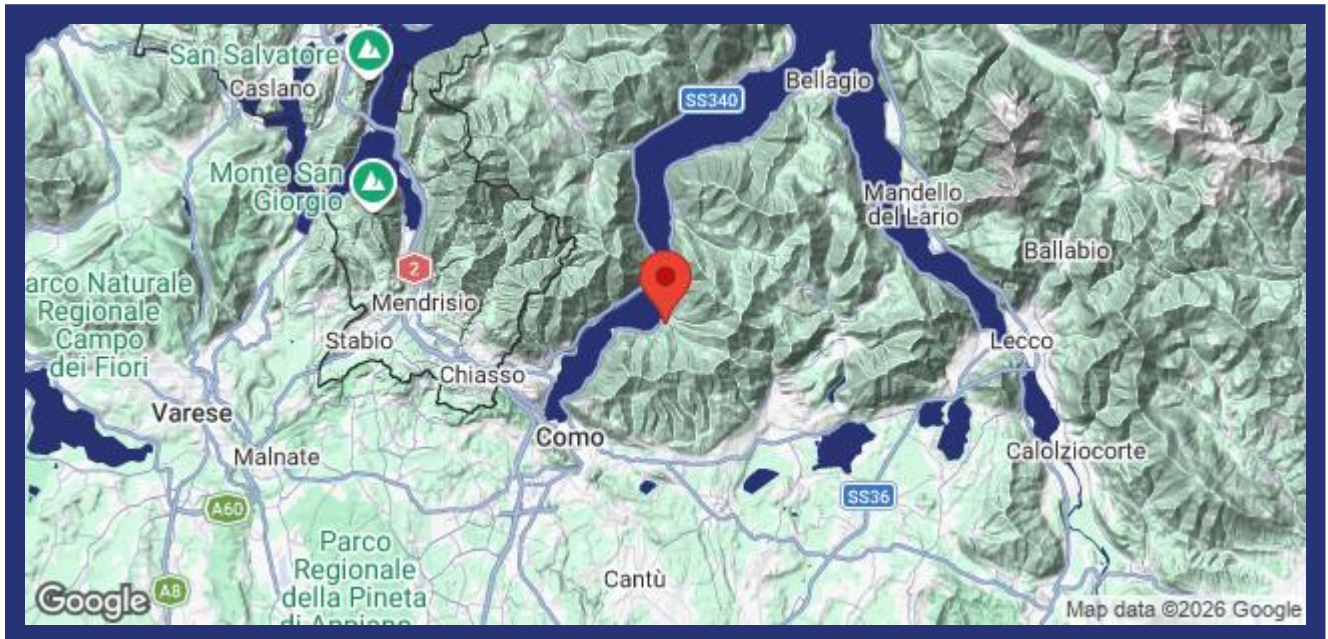 San Salvatore
Caslano
Bellagio
SS340
Monte San
Giorgio
Mandello
del Lario
Ballabio
2
arco Naturale
Regionale
Campo
dei Fiori
Mendrisio
Stabio
Lecco
Chiasso
Varese
Como
Malnate
Calolziocorte
SS36
A60
Parco
Regionale
della Pineta
di Appiano
Cantù
A8
Google
Map data ©2026 Google